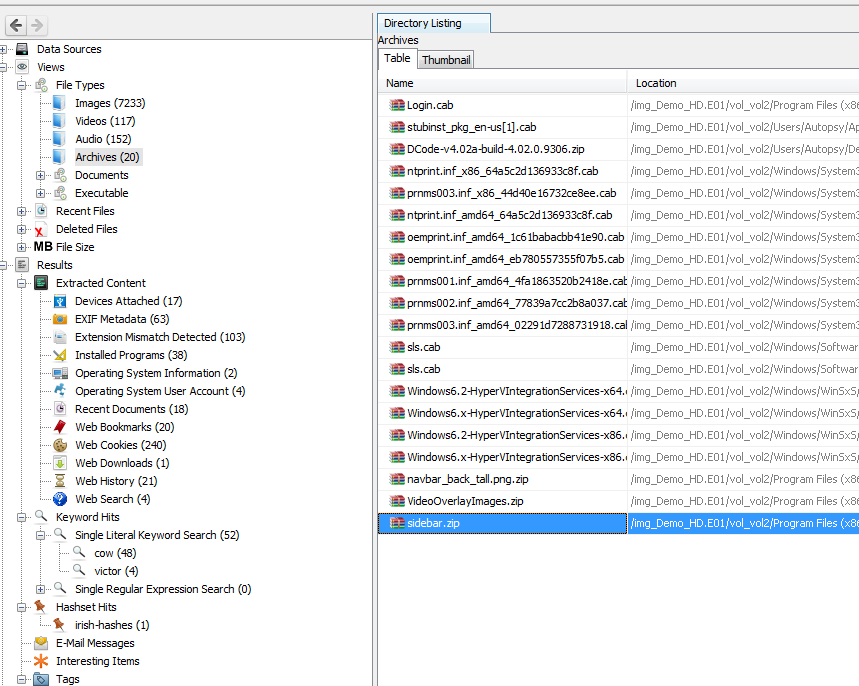 Data Sources
Views
File Types
Images (7233)
Videos (117)
Audio (152)
Archives (20)
Documents
Executable
Recent Files
Deleted Files
MB File Size
Results
Extracted Content
Devices Attached (17)
EXIF Metadata (63)
Extension Mismatch Detected (103)
Installed Programs (38)
Operating System Information (2)
Operating System User Account (4)
Recent Documents (18)
Web Bookmarks (20)
Web Cookies (240)
Web Downloads (1)
Web History (21)
Web Search (4)
Keyword Hits
Single Literal Keyword Search (52)
cow (48)
victor (4)
Single Regular Expression Search (0)
Hashset Hits
irish-hashes (1)
E-Mail Messages
Interesting Items
Tags
Directory Listing
Archives
Table Thumbnail
Name Location
Login.cab /img_Demo_HD.E01/vol_vol2/Program Files (x86
stubinst_pkg_en-us[1].cab /img_Demo_HD.E01/vol_vol2/Users/Autopsy/Ap
DCode-v4.02a-build-4.02.0.9306.zip /img_Demo_HD.E01/vol_vol2/Users/Autopsy/De
ntprint.inf_x86_64a5c2d136933c8f.cab /img_Demo_HD.E01/vol_vol2/Windows/System3
prnms003.inf_x86_44d40e16732ce8ee.cab /img_Demo_HD.E01/vol_vol2/Windows/System3
ntprint.inf_amd64_64a5c2d136933c8f.cab /img_Demo_HD.E01/vol_vol2/Windows/System3
oemprint.inf_amd64_1c61babacbb41e90.cab /img_Demo_HD.E01/vol_vol2/Windows/System3
oemprint.inf_amd64_eb780557355f07b5.cab /img_Demo_HD.E01/vol_vol2/Windows/System3
prnms001.inf_amd64_4fa1863520b2418e.cab /img_Demo_HD.E01/vol_vol2/Windows/System3
prnms002.inf_amd64_77839a7cc2b8a037.cab /img_Demo_HD.E01/vol_vol2/Windows/System3
prnms003.inf_amd64_02291d7288731918.cab /img_Demo_HD.E01/vol_vol2/Windows/System3
sls.cab /img_Demo_HD.E01/vol_vol2/Windows/Software
sls.cab /img_Demo_HD.E01/vol_vol2/Windows/Software
Windows6.2-HyperVIntegrationServices-x64.c /img_Demo_HD.E01/vol_vol2/Windows/WinSxS/
Windows6.x-HyperVIntegrationServices-x64.c /img_Demo_HD.E01/vol_vol2/Windows/WinSxS/
Windows6.2-HyperVIntegrationServices-x86.c /img_Demo_HD.E01/vol_vol2/Windows/WinSxS/
Windows6.x-HyperVIntegrationServices-x86.c /img_Demo_HD.E01/vol_vol2/Windows/WinSxS/
navbar_back_tall.png.zip /img_Demo_HD.E01/vol_vol2/Program Files (x86
VideoOverlayImages.zip /img_Demo_HD.E01/vol_vol2/Program Files (x86
sidebar.zip /img_Demo_HD.E01/vol_vol2/Program Files (x86